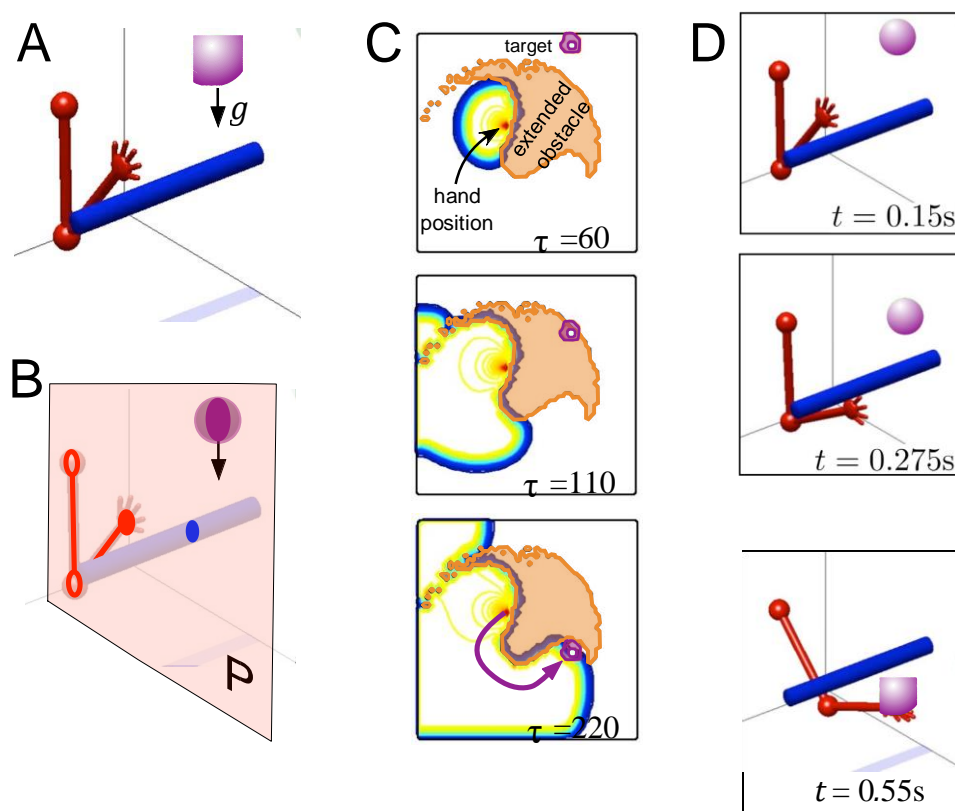 A
g
B
P
C
target
extended
obstacle
hand
position
τ =60
τ =110
τ =220
D
t = 0.15s
t = 0.275s
t = 0.55s